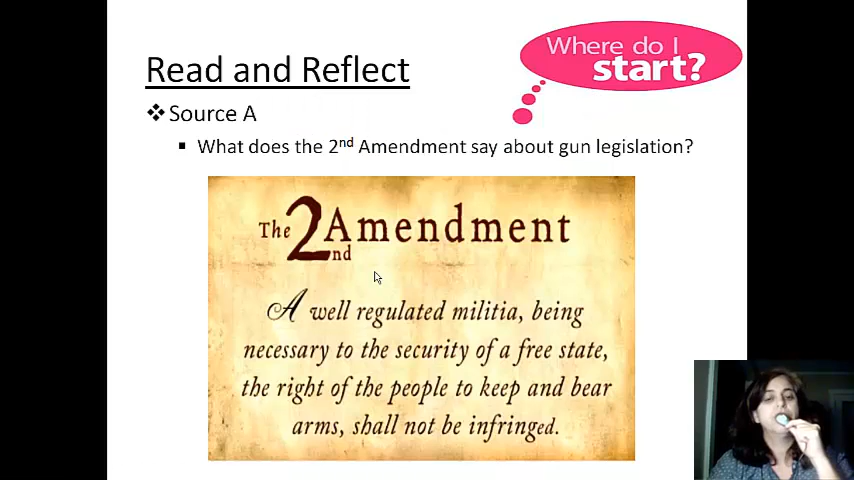 Where do I
start?
Read and Reflect
Source A
What does the 2nd Amendment say about gun legislation?
The 2nd Amendment
A well regulated militia, being
necessary to the security of a free state,
the right of the people to keep and bear
arms, shall not be infringed.